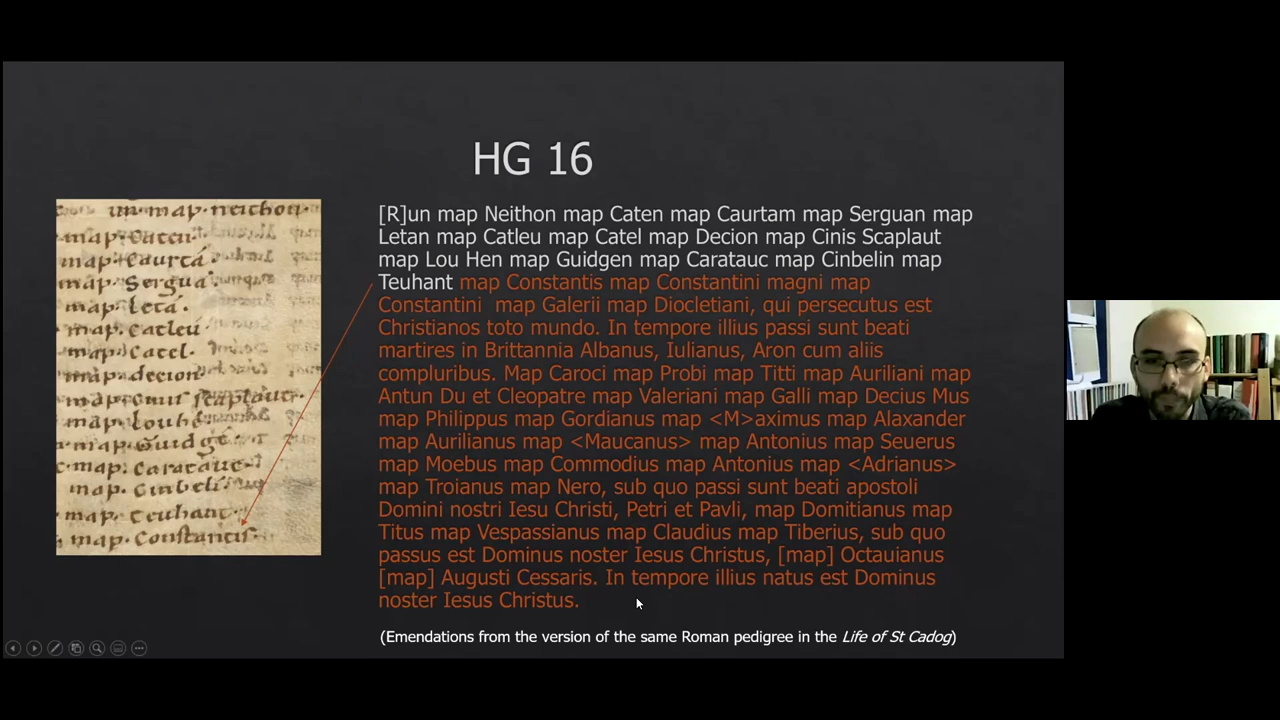 HG 16
un·map·neithon·
map·Caten·
map·Caurtā
map·Serguā
map·Letā·
map·Catleu·
map·Catel·
map·decion·
map·Cinis scaplaut·
map·Louhē
map·Guidgē·
map·Caratauc·
map·Cinbelī·
map·teuhant·
map·Constantis·
[R]un map Neithon map Caten map Caurtam map Serguan map
Letan map Catleu map Catel map Decion map Cinis Scaplaut
map Lou Hen map Guidgen map Caratauc map Cinbelin map
Teuhant map Constantis map Constantini magni map
Constantini map Galerii map Diocletiani, qui persecutus est
Christianos toto mundo. In tempore illius passi sunt beati
martires in Brittannia Albanus, Iulianus, Aron cum aliis
compluribus. Map Caroci map Probi map Titti map Auriliani map
Antun Du et Cleopatre map Valeriani map Galli map Decius Mus
map Philippus map Gordianus map <M>aximus map Alaxander
map Aurilianus map <Maucanus> map Antonius map Seuerus
map Moebus map Commodius map Antonius map <Adrianus>
map Troianus map Nero, sub quo passi sunt beati apostoli
Domini nostri Iesu Christi, Petri et Pavli, map Domitianus map
Titus map Vespassianus map Claudius map Tiberius, sub quo
passus est Dominus noster Iesus Christus, [map] Octauianus
[map] Augusti Cessaris. In tempore illius natus est Dominus
noster Iesus Christus.
(Emendations from the version of the same Roman pedigree in the Life of St Cadog)